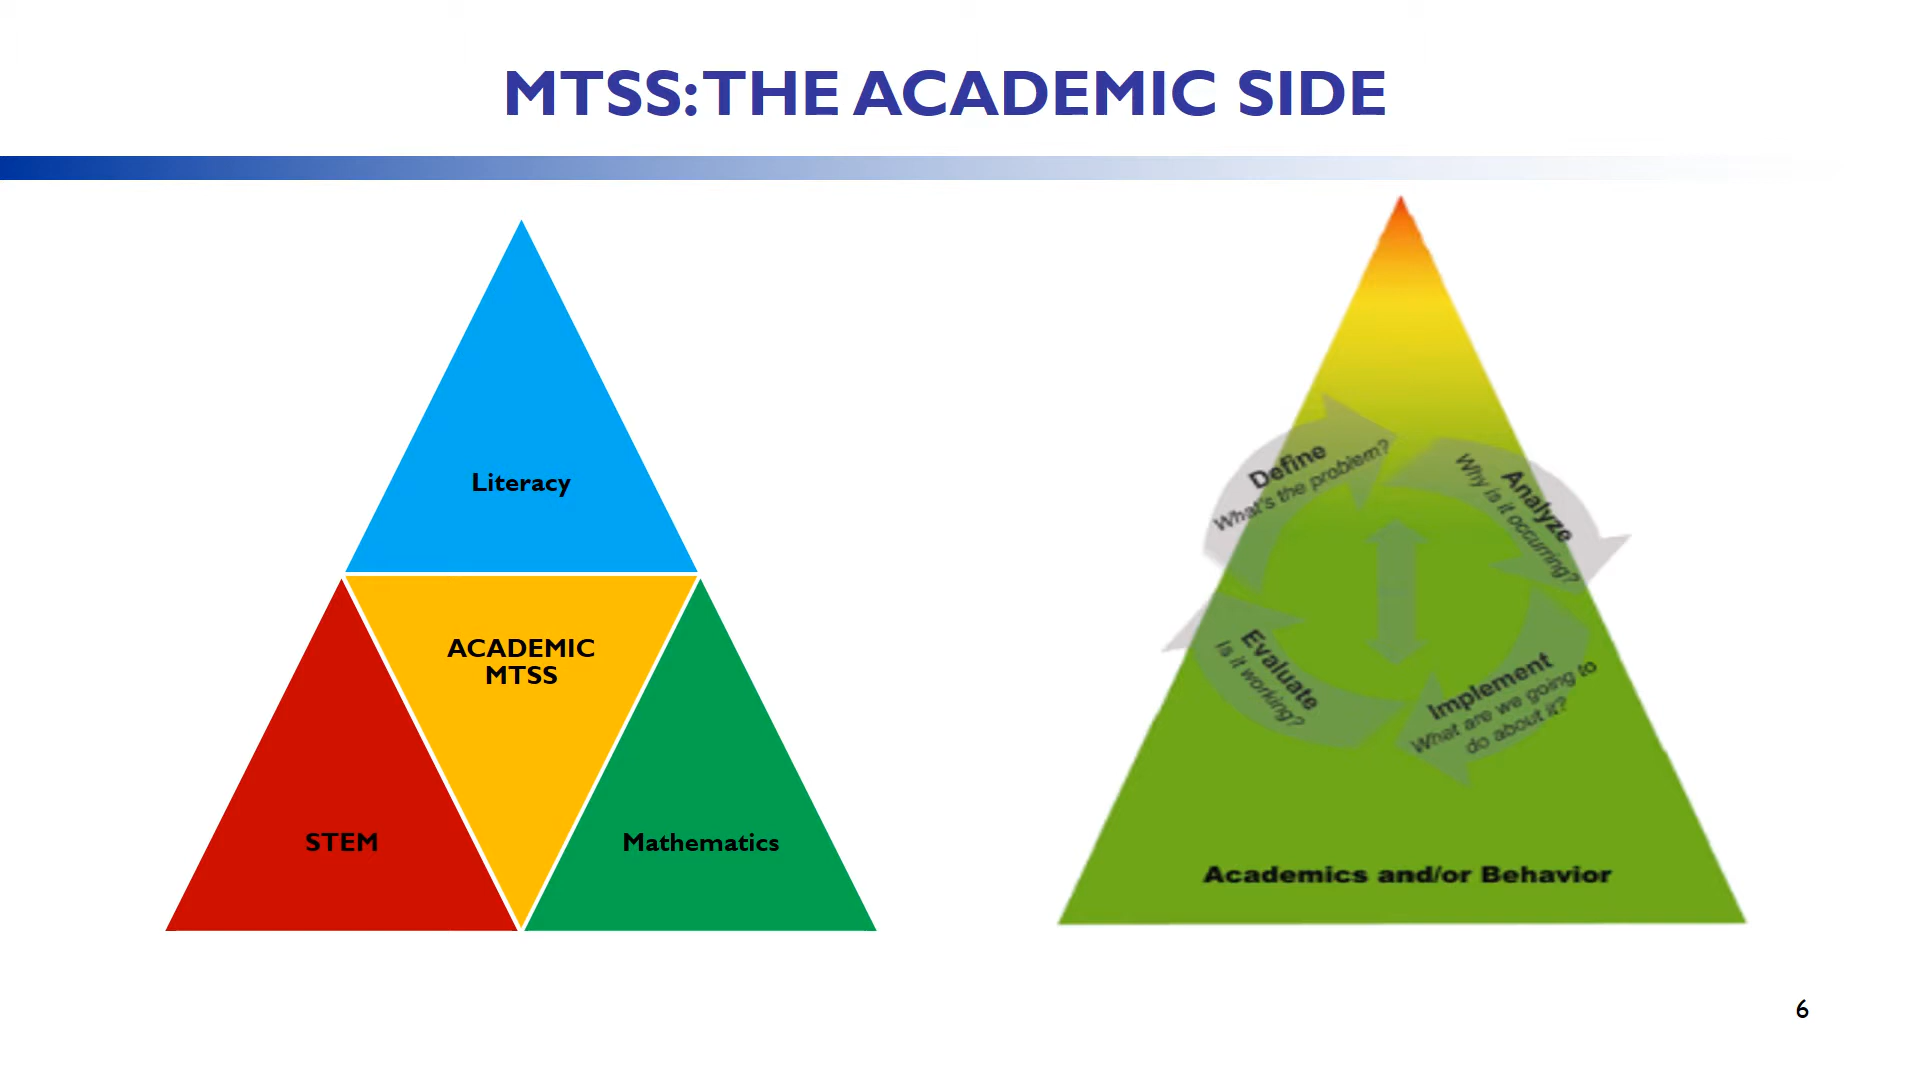 MTSS: THE ACADEMIC SIDE
Literacy
ACADEMIC
MTSS
STEM
Mathematics
Define
What's the problem?
Analyze
Why is it occurring?
Implement
What are we going to
do about it?
Evaluate
Is it working?
Academics and/or Behavior
6